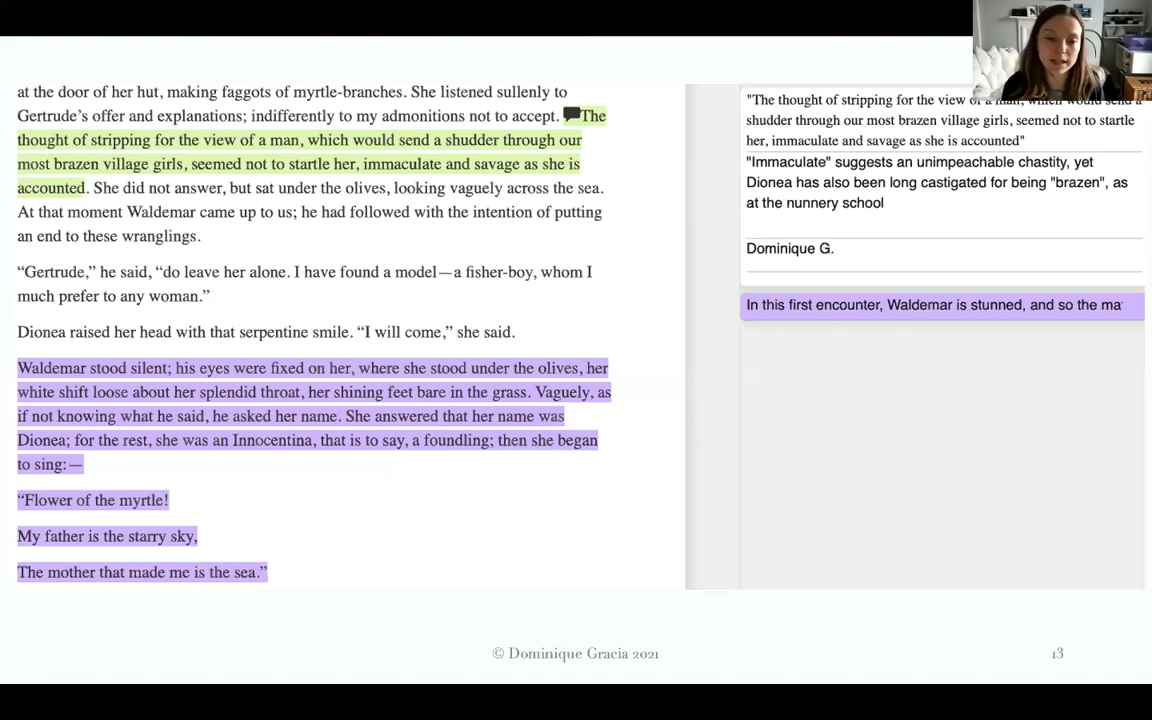 at the door of her hut, making faggots of myrtle-branches. She listened sullenly to
Gertrude’s offer and explanations; indifferently to my admonitions not to accept. The
thought of stripping for the view of a man, which would send a shudder through our
most brazen village girls, seemed not to startle her, immaculate and savage as she is
accounted. She did not answer, but sat under the olives, looking vaguely across the sea.
At that moment Waldemar came up to us; he had followed with the intention of putting
an end to these wranglings.
“Gertrude,” he said, “do leave her alone. I have found a model—a fisher-boy, whom I
much prefer to any woman.”
Dionea raised her head with that serpentine smile. “I will come,” she said.
Waldemar stood silent; his eyes were fixed on her, where she stood under the olives, her
white shift loose about her splendid throat, her shining feet bare in the grass. Vaguely, as
if not knowing what he said, he asked her name. She answered that her name was
Dionea; for the rest, she was an Innocentina, that is to say, a foundling; then she began
to sing:—
“Flower of the myrtle!
My father is the starry sky,
The mother that made me is the sea.”
"The thought of stripping for the view of a man, which would send a
shudder through our most brazen village girls, seemed not to startle
her, immaculate and savage as she is accounted"
"Immaculate" suggests an unimpeachable chastity, yet
Dionea has also been long castigated for being "brazen", as
at the nunnery school
Dominique G.
In this first encounter, Waldemar is stunned, and so the ma
© Dominique Gracia 2021
13